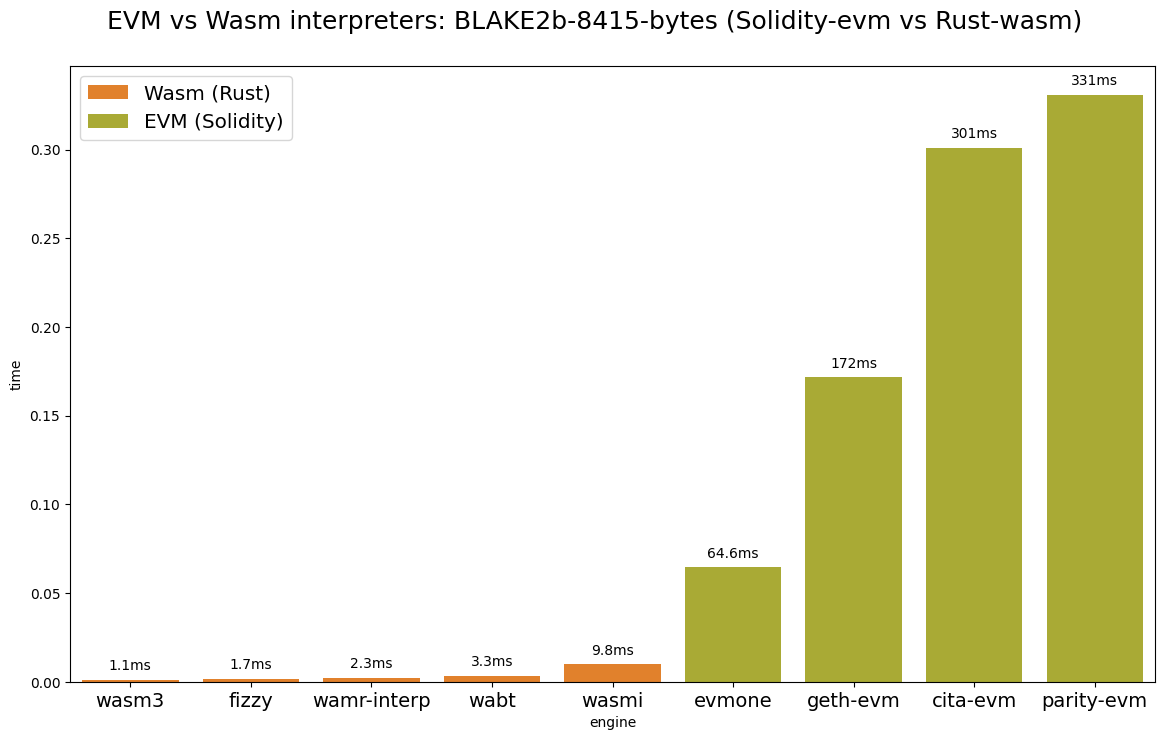 EVM vs Wasm interpreters: BLAKE2b-8415-bytes (Solidity-evm vs Rust-wasm)
Wasm (Rust)
EVM (Solidity)
331ms
301ms
172ms
64.6ms
9.8ms
3.3ms
2.3ms
1.7ms
1.1ms
0.30
0.25
0.20
0.15
0.10
0.05
0.00
time
wasm3 fizzy wamr-interp wabt wasmi evmone geth-evm cita-evm parity-evm
engine